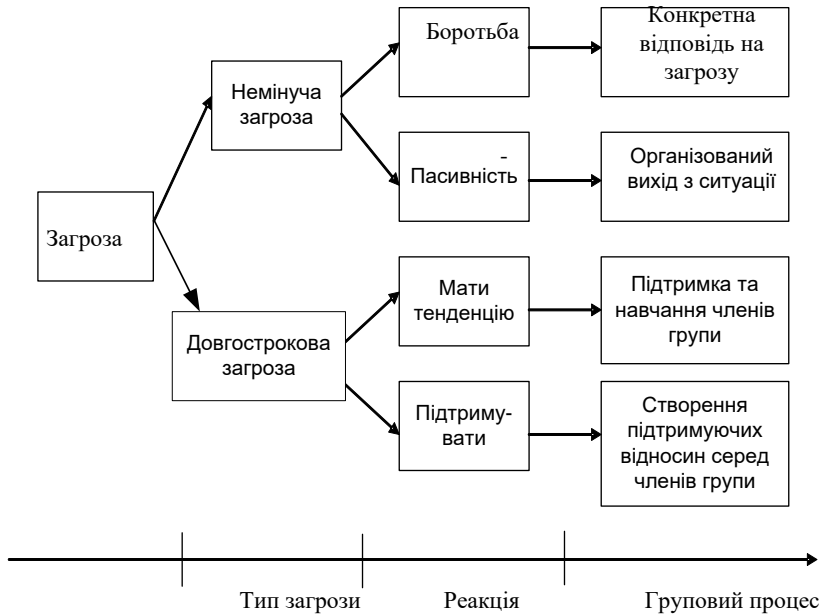 Загроза
Немінуча
загроза
Довгострокова
загроза
Боротьба
-
Пасивність
Мати
тенденцію
Підтриму-
вати
Конкретна
відповідь на
загрозу
Організований
вихід з ситуації
Підтримка та
навчання членів
групи
Створення
підтримуючих
відносин серед
членів групи
Тип загрози
Реакція
Груповий процес